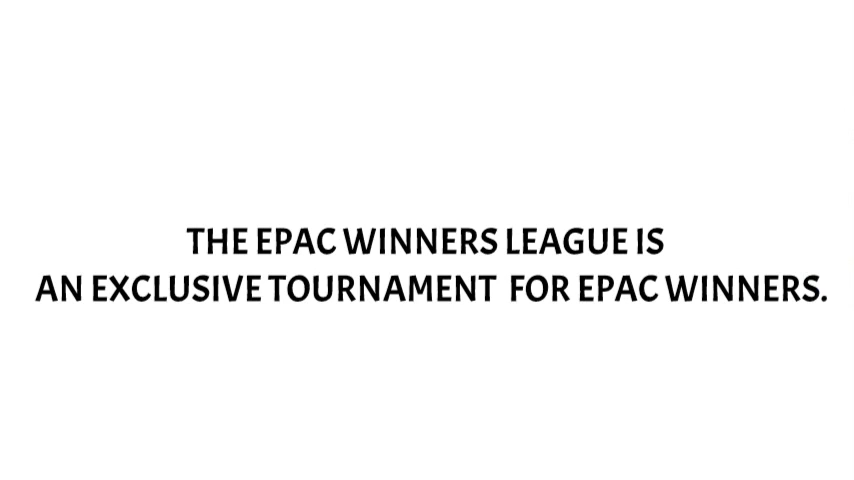 THE EPAC WINNERS LEAGUE IS
AN EXCLUSIVE TOURNAMENT  FOR EPAC WINNERS.